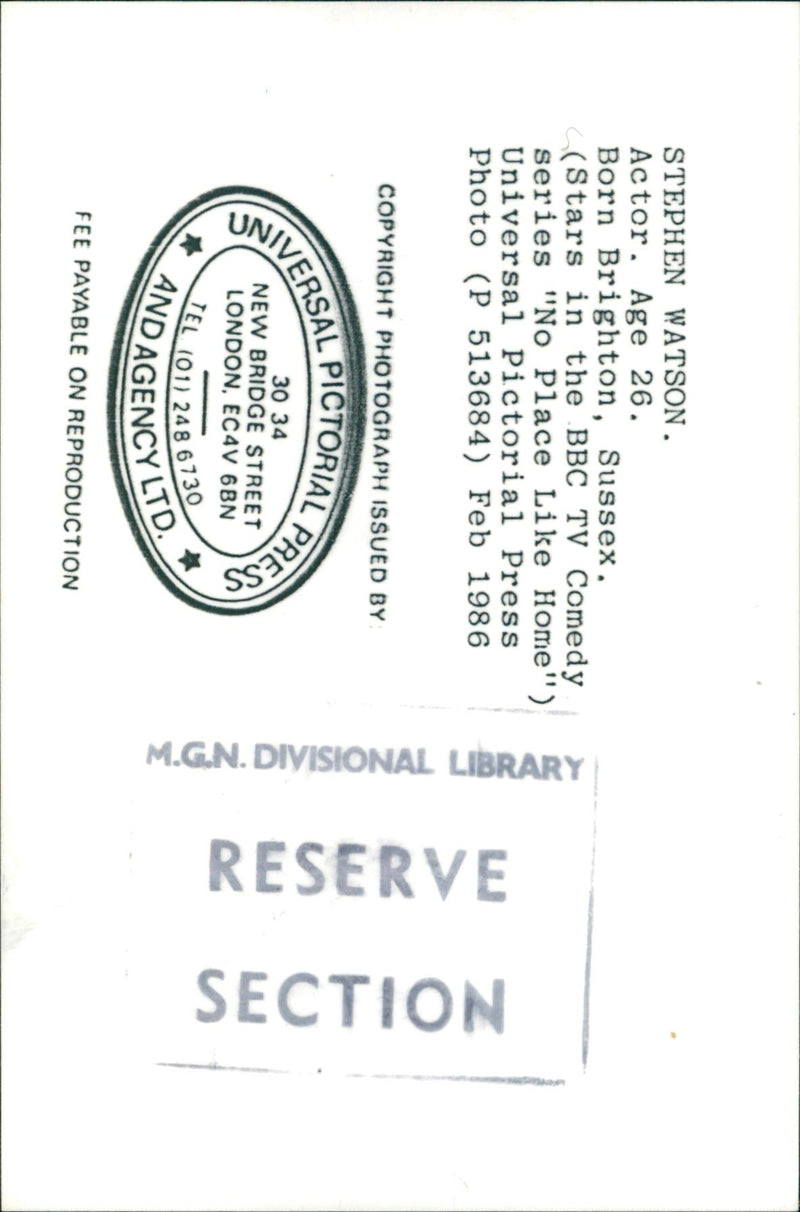 STEPHEN WATSON.
Actor. Age 26.
Born Brighton, Sussex.
(Stars in the BBC TV Comedy
series "No Place Like Home")
Universal Pictorial Press
Photo (P 513684) Feb 1986
COPYRIGHT PHOTOGRAPH ISSUED BY:
UNIVERSAL PICTORIAL PRESS
30 34
NEW BRIDGE STREET
LONDON, EC4V 6BN
TEL (01) 248 6730
★ AND AGENCY LTD. ★
FEE PAYABLE ON REPRODUCTION
M.G.N. DIVISIONAL LIBRARY
RESERVE
SECTION